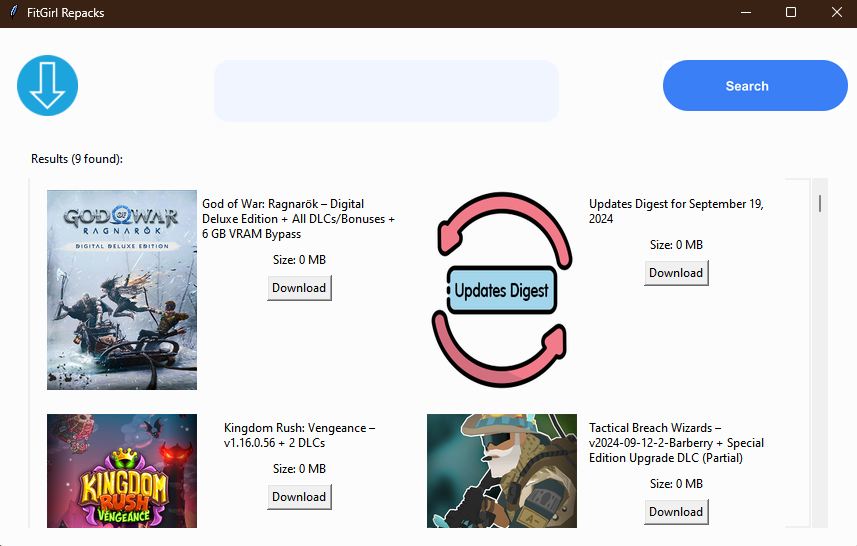 FitGirl Repacks
Search
Results (9 found):
GOD OF WAR
RAGNARÖK
DIGITAL DELUXE EDITION
God of War: Ragnarök – Digital
Deluxe Edition + All DLCs/Bonuses +
6 GB VRAM Bypass
Size: 0 MB
Download
Updates Digest
Updates Digest for September 19,
2024
Size: 0 MB
Download
KINGDOM
RUSH
VENGEANCE
Kingdom Rush: Vengeance –
v1.16.0.56 + 2 DLCs
Size: 0 MB
Download
A-
Tactical Breach Wizards –
v2024-09-12-2-Barberry + Special
Edition Upgrade DLC (Partial)
Size: 0 MB
Download